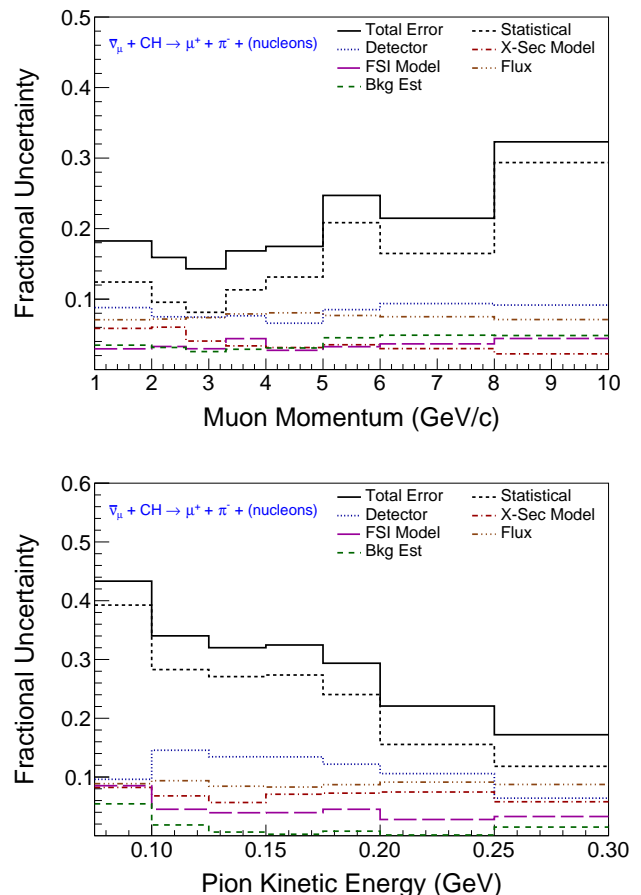 0.5
0.4
0.3
0.2
0.1
Fractional Uncertainty
ν̅μ + CH → μ⁺ + π⁻ + (nucleons)
Total Error
Statistical
Detector
X-Sec Model
FSI Model
Flux
Bkg Est
1 2 3 4 5 6 7 8 9 10
Muon Momentum (GeV/c)
0.6
0.5
0.4
0.3
0.2
0.1
Fractional Uncertainty
ν̅μ + CH → μ⁺ + π⁻ + (nucleons)
Total Error
Statistical
Detector
X-Sec Model
FSI Model
Flux
Bkg Est
0.10 0.15 0.20 0.25 0.30
Pion Kinetic Energy (GeV)